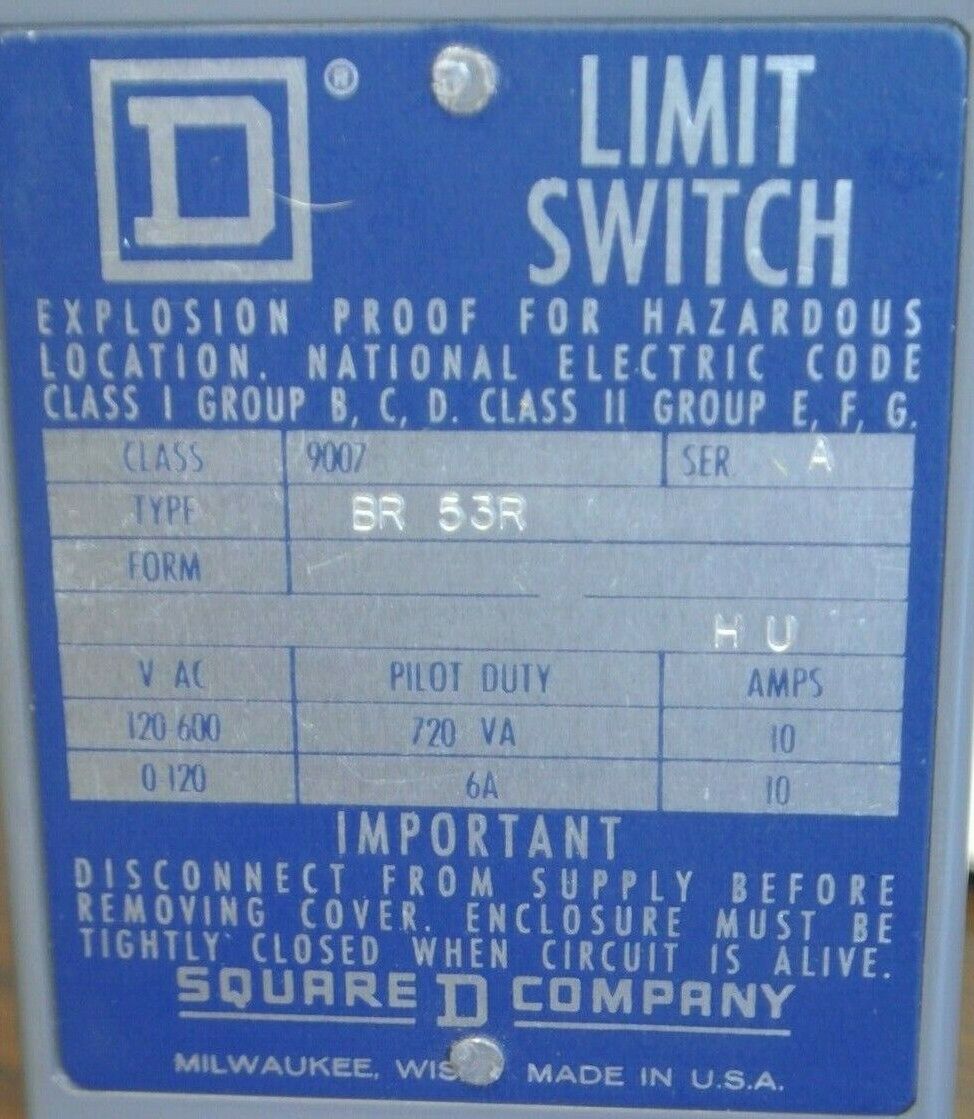 D ®
LIMIT
SWITCH
EXPLOSION PROOF FOR HAZARDOUS
LOCATION. NATIONAL ELECTRIC CODE
CLASS I GROUP B, C, D. CLASS II GROUP E, F, G.
CLASS 9007 SER. A
TYPE BR 53R
FORM
H U
V AC PILOT DUTY AMPS
120-600 720 VA 10
0-120 6A 10
IMPORTANT
DISCONNECT FROM SUPPLY BEFORE
REMOVING COVER. ENCLOSURE MUST BE
TIGHTLY CLOSED WHEN CIRCUIT IS ALIVE.
SQUARE D COMPANY
MILWAUKEE, WIS MADE IN U.S.A.